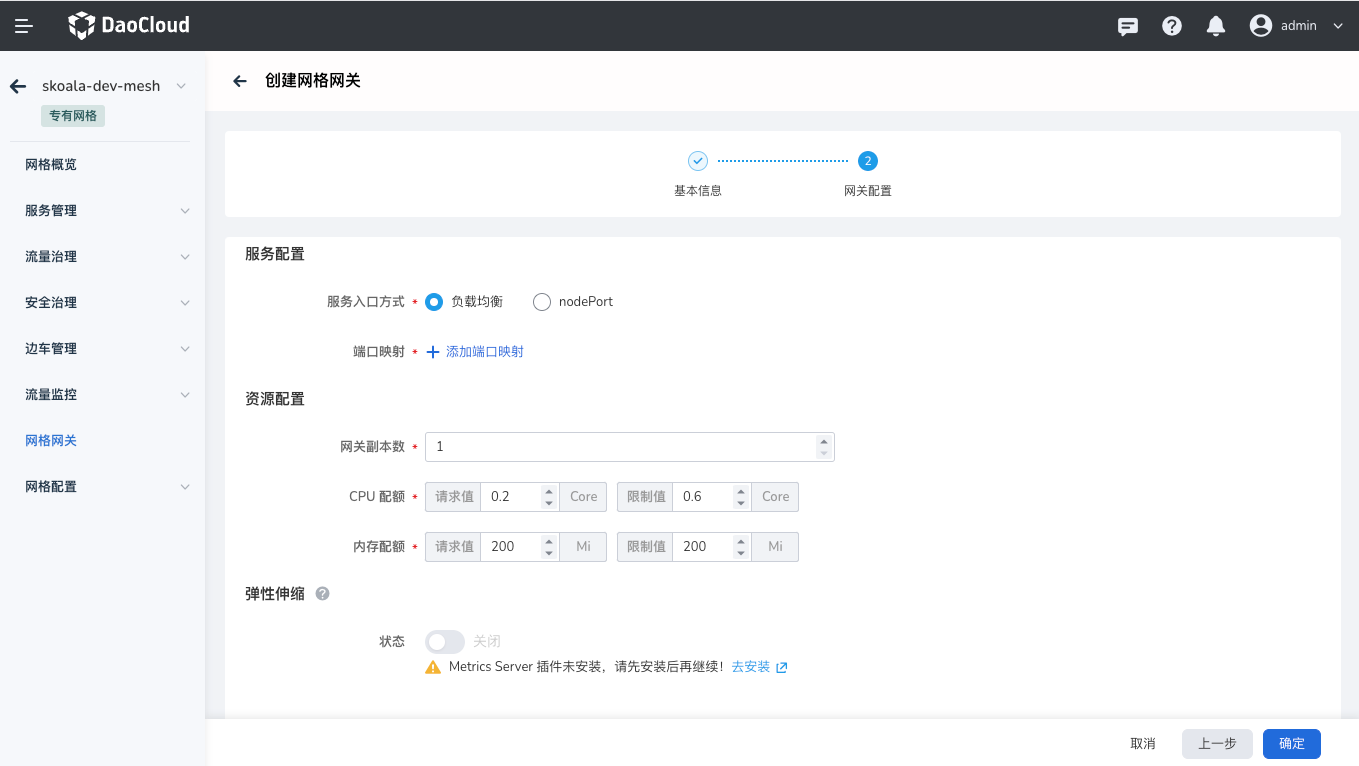 DaoCloud
admin
skoala-dev-mesh
专有网格
网格概览
服务管理
流量治理
安全治理
边车管理
流量监控
网格网关
网格配置
创建网格网关
2
基本信息
网关配置
服务配置
服务入口方式 * 负载均衡 nodePort
端口映射 * 添加端口映射
资源配置
网关副本数 * 1
CPU 配额 * 请求值 0.2 Core 限制值 0.6 Core
内存配额 * 请求值 200 Mi 限制值 200 Mi
弹性伸缩 ?
状态 关闭
Metrics Server 插件未安装，请先安装后再继续！去安装
取消 上一步 确定